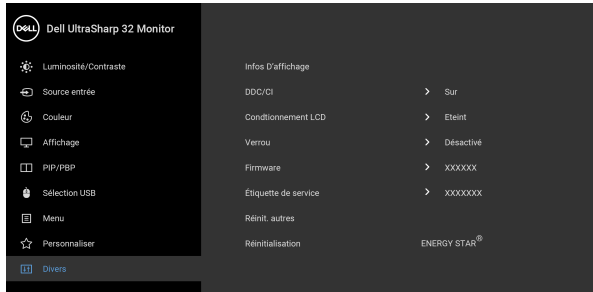 DELL Dell UltraSharp 32 Monitor
Luminosité/Contraste
Source entrée
Couleur
Affichage
PIP/PBP
Sélection USB
Menu
Personnaliser
Divers
Infos D'affichage
DDC/CI > Sur
Condtionnement LCD > Eteint
Verrou > Désactivé
Firmware > XXXXXX
Étiquette de service > XXXXXXX
Réinit. autres
Réinitialisation ENERGY STAR®